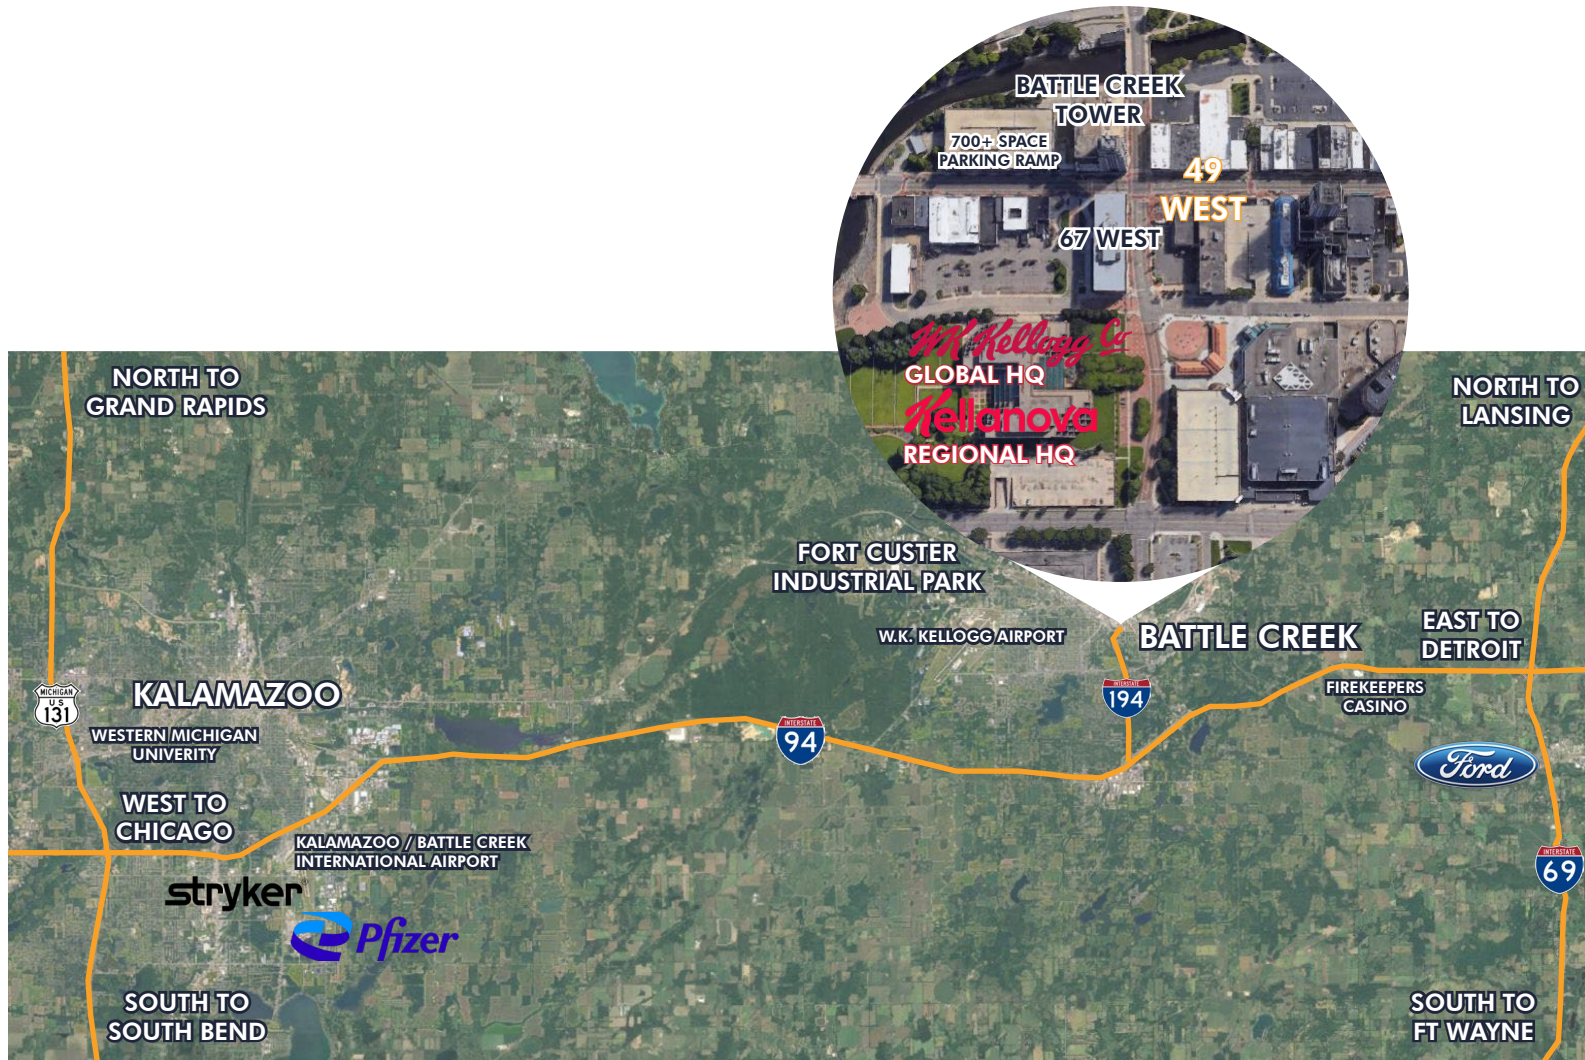 BATTLE CREEK
TOWER
700+ SPACE
PARKING RAMP
49
WEST
67 WEST
WK Kellogg Co
GLOBAL HQ
Kellanova
REGIONAL HQ
NORTH TO
GRAND RAPIDS
NORTH TO
LANSING
FORT CUSTER
INDUSTRIAL PARK
W.K. KELLOGG AIRPORT
BATTLE CREEK
EAST TO
DETROIT
FIREKEEPERS
CASINO
INTERSTATE
194
MICHIGAN
US
131
KALAMAZOO
WESTERN MICHIGAN
UNIVERITY
INTERSTATE
94
Ford
WEST TO
CHICAGO
KALAMAZOO / BATTLE CREEK
INTERNATIONAL AIRPORT
INTERSTATE
69
stryker
Pfizer
SOUTH TO
SOUTH BEND
SOUTH TO
FT WAYNE